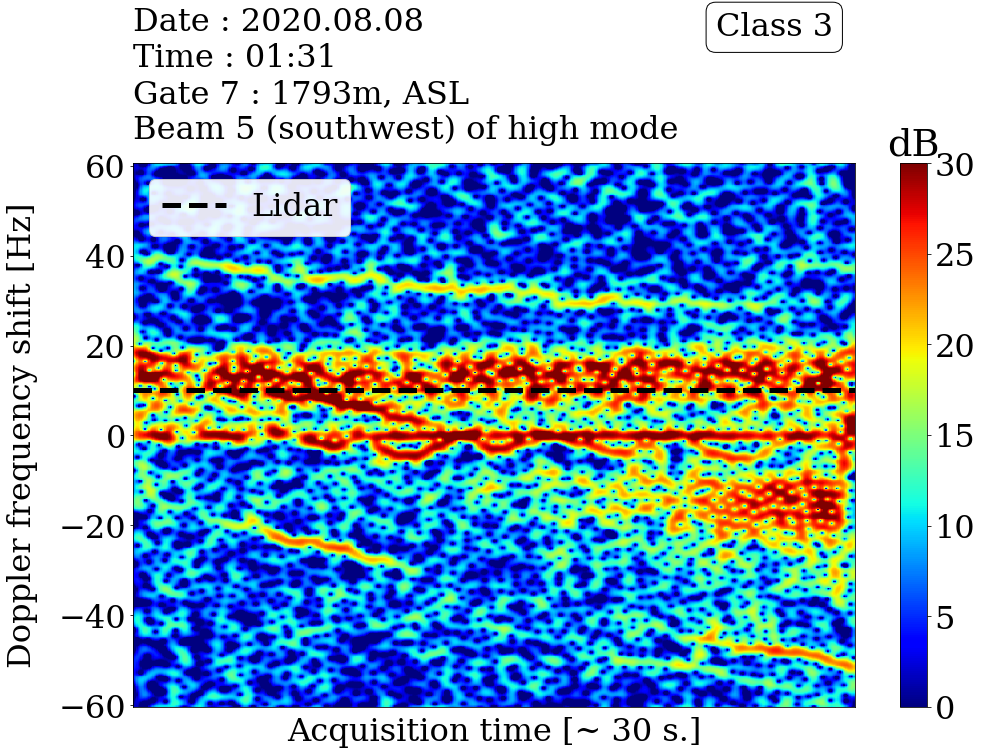 Date : 2020.08.08
Time : 01:31
Gate 7 : 1793m, ASL
Beam 5 (southwest) of high mode
Class 3
dB
Lidar
60
40
20
0
−20
−40
−60
Doppler frequency shift [Hz]
Acquisition time [~ 30 s.]
30
25
20
15
10
5
0